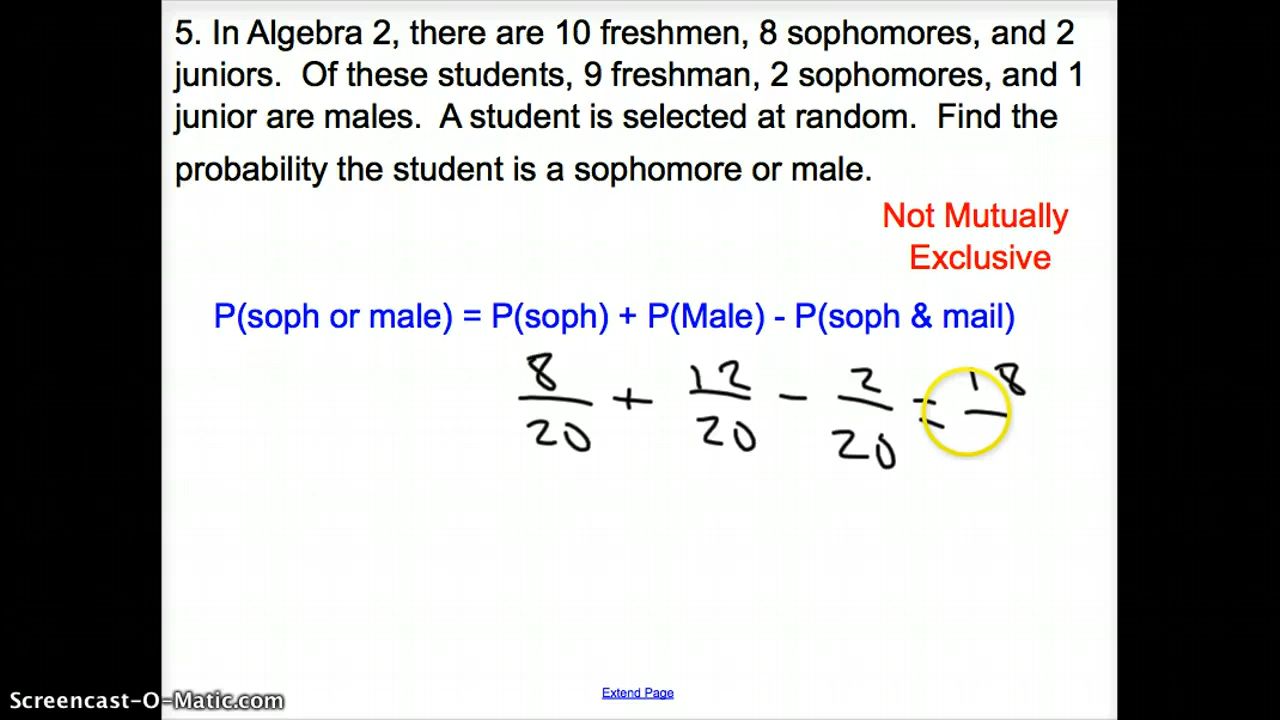 5. In Algebra 2, there are 10 freshmen, 8 sophomores, and 2
juniors. Of these students, 9 freshman, 2 sophomores, and 1
junior are males. A student is selected at random. Find the
probability the student is a sophomore or male.
Not Mutually
Exclusive
P(soph or male) = P(soph) + P(Male) - P(soph & mail)
8/20 + 12/20 - 2/20 = 18/
Extend Page
Screencast-O-Matic.com